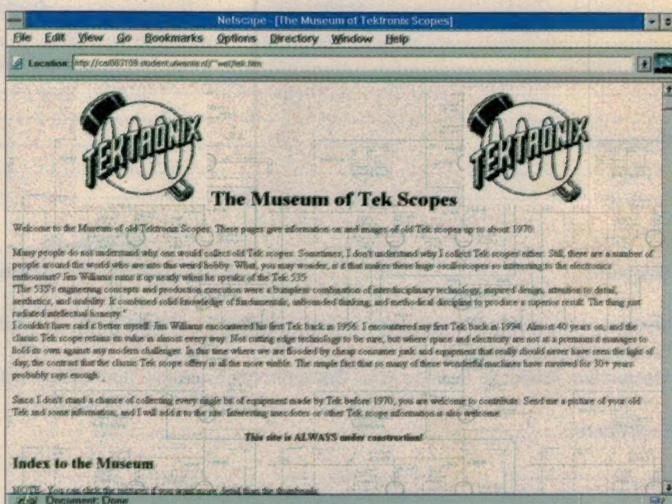 Netscape - [The Museum of Tektronix Scopes]
File Edit View Go Bookmarks Options Directory Window Help
Location:
TEKTRONIX
TEKTRONIX
The Museum of Tek Scopes
Welcome to the Museum of old Tektronix Scopes. These pages give information on and images of old Tek scopes up to about 1970.
Many people do not understand why one would collect old Tek scopes. Sometimes, I don't understand why I collect Tek scopes either. Still, there are a number of
people around the world who are into this weird hobby. What, you may wonder, is it that makes these huge oscilloscopes so interesting to the electronics
enthusiast? Jim Williams sums it up neatly when he speaks of the Tek 535:
"The 535's engineering concepts and production execution were a bumpless combination of interdisciplinary technology, inspired design, attention to detail,
aesthetics, and usability. It combined solid knowledge of fundamentals, unbounded thinking, and methodical discipline to produce a superior result. The thing just
radiated intellectual honesty."
I couldn't have said it better myself. Jim Williams encountered his first Tek back in 1956. I encountered my first Tek back in 1994. Almost 40 years on, and the
classic Tek scope retains its value in almost every way. Not cutting edge technology to be sure, but where space and electricity are not at a premium it manages to
hold its own against any modern challenger. In this time where we are flooded by cheap consumer junk and equipment that really should never have seen the light of
day, the contrast that the classic Tek scope offers is all the more visible. The simple fact that so many of these wonderful machines have survived for 30+ years
probably says enough.
Since I don't stand a chance of collecting every single bit of equipment made by Tek before 1970, you are welcome to contribute. Send me a picture of your old
Tek and some information, and I will add it to the site. Interesting anecdotes or other Tek scope information is also welcome.
This site is ALWAYS under construction!
Index to the Museum
NOTE: You can click the pictures if you want more detail than the thumbnails
Document: Done